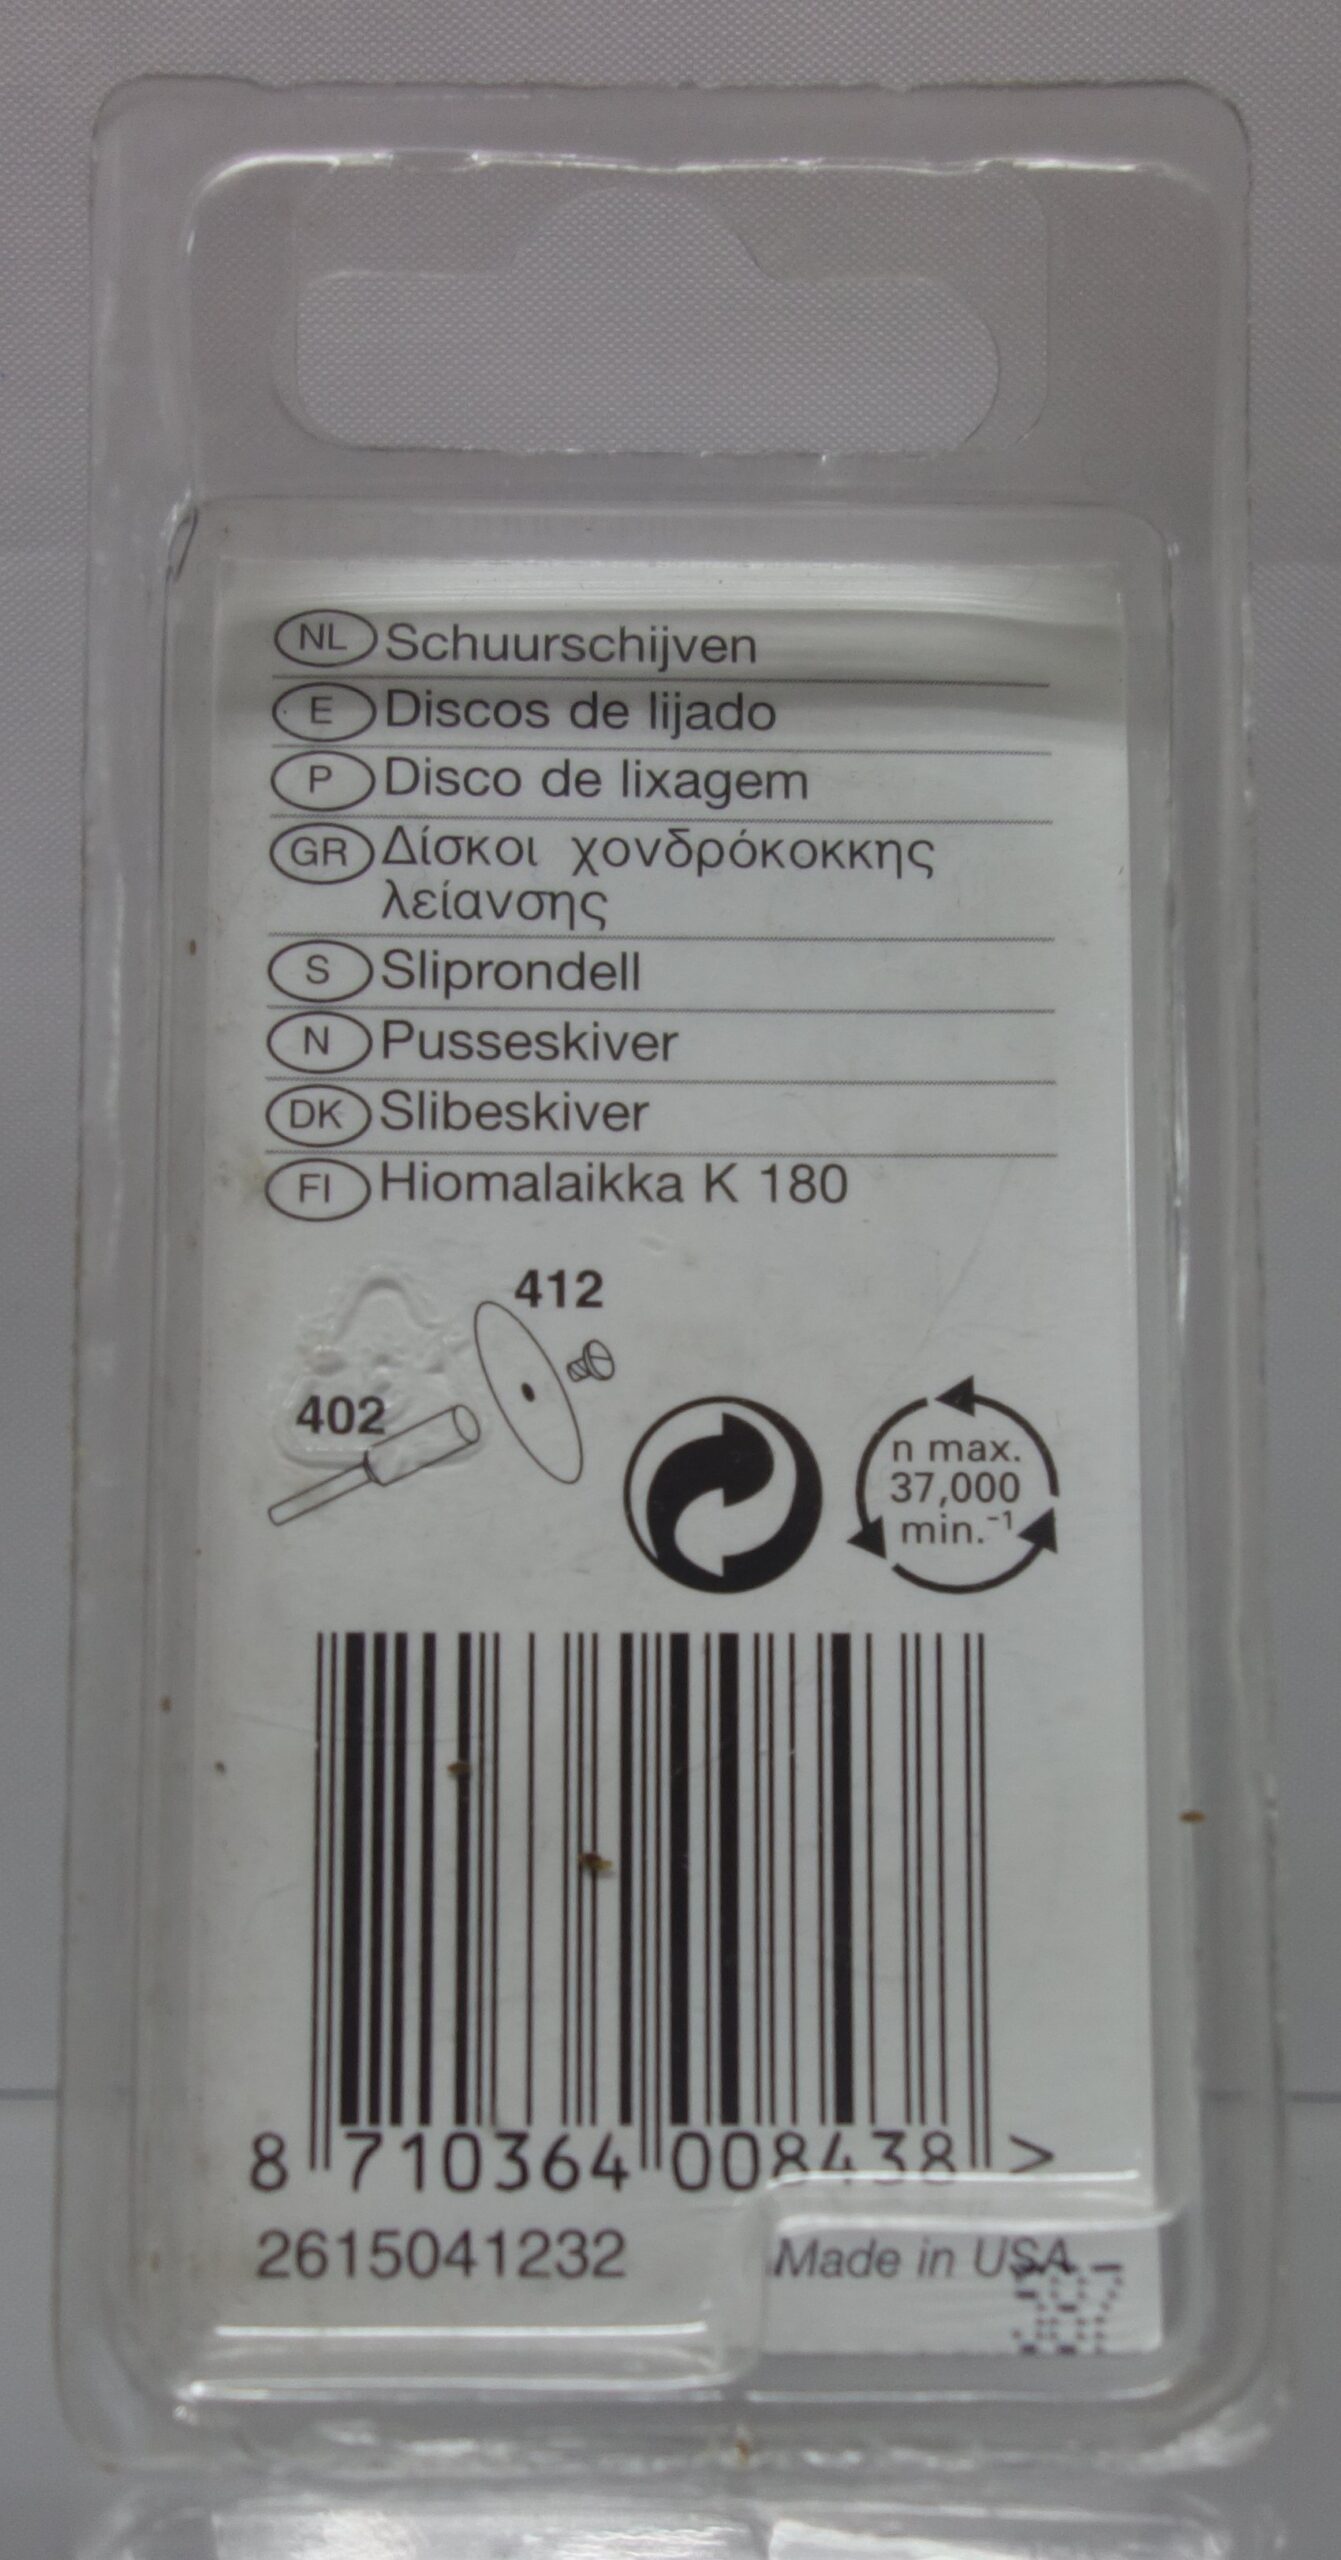 NL Schuurschijven
E Discos de lijado
P Disco de lixagem
GR Δίσκοι χονδρόκοκκης
λείανσης
S Sliprondell
N Pusseskiver
DK Slibeskiver
FI Hiomalaikka K 180
412
402
n max.
37,000
min.⁻¹
8 710364 008438 >
2615041232 Made in USA
387